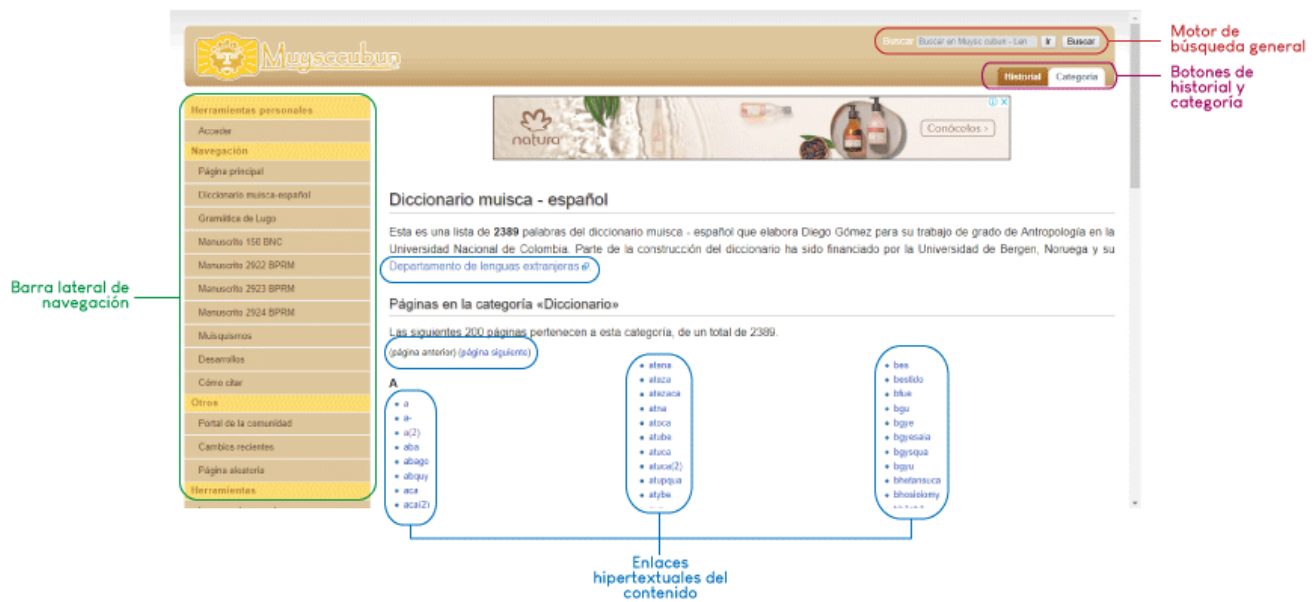 Muysccubun
Buscar Buscar en Muysc cubun - Len Ir Buscar
Motor de
búsqueda general
Historial Categoría
Botones de
historial y
categoría
Barra lateral de
navegación
Herramientas personales
Acceder
Navegación
Página principal
Diccionario muisca-español
Gramática de Lugo
Manuscrito 158 BNC
Manuscrito 2922 BPRM
Manuscrito 2923 BPRM
Manuscrito 2924 BPRM
Muisquismos
Desarrollos
Cómo citar
Otros
Portal de la comunidad
Cambios recientes
Página aleatoria
Herramientas
natura
Conócelos >
Diccionario muisca - español
Esta es una lista de 2389 palabras del diccionario muisca - español que elabora Diego Gómez para su trabajo de grado de Antropología en la
Universidad Nacional de Colombia. Parte de la construcción del diccionario ha sido financiado por la Universidad de Bergen, Noruega y su
Departamento de lenguas extranjeras
Páginas en la categoría «Diccionario»
Las siguientes 200 páginas pertenecen a esta categoría, de un total de 2389.
(página anterior) (página siguiente)
A
a
a-
a(2)
aba
abago
abquy
aca
aca(2)
atena
ataza
atezaca
atna
atoca
atube
atuca
atuca(2)
atupqua
atybe
bes
bestido
bfue
bgu
bgye
bgyesaia
bgysqua
bgyu
bhetansuca
bhosiolomy
Enlaces
hipertextuales del
contenido